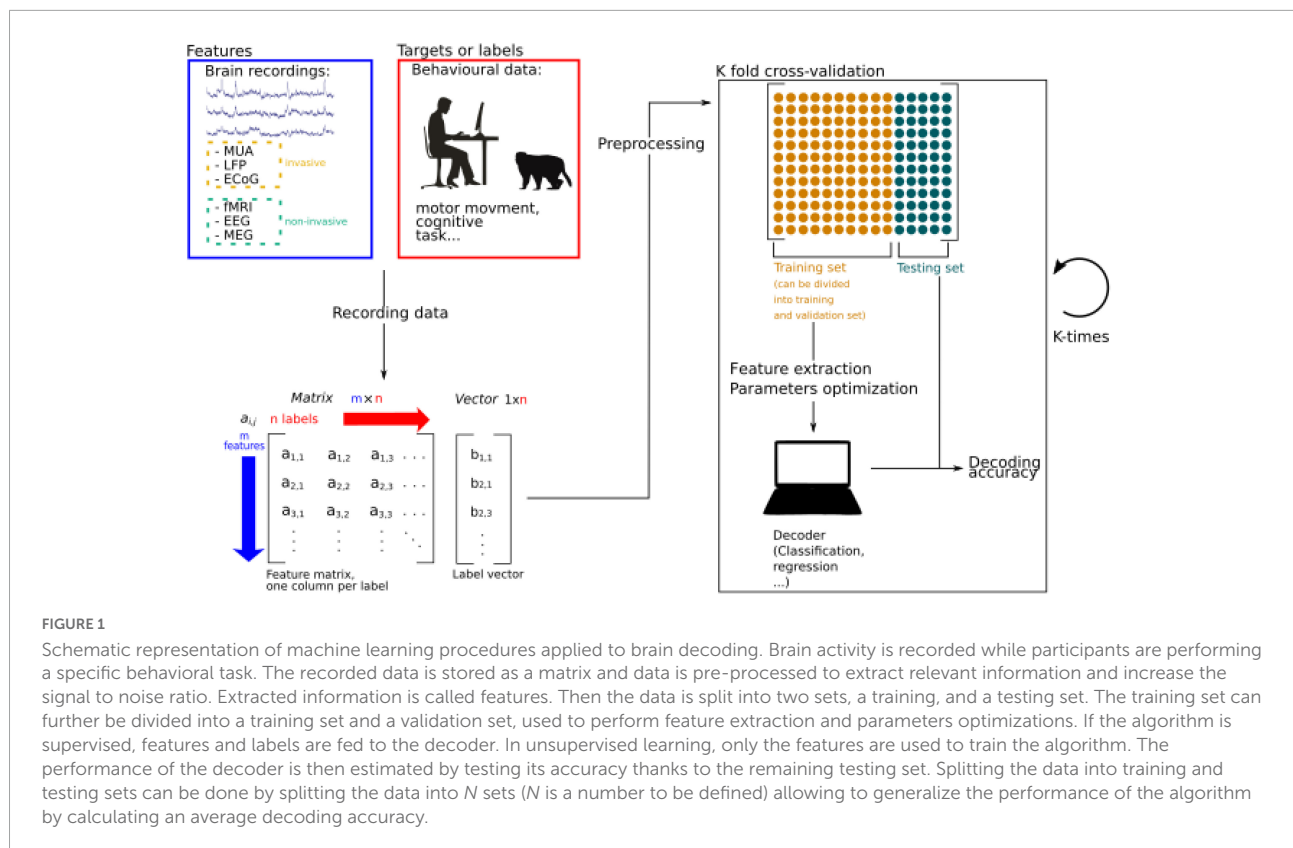 Features
Brain recordings:
- MUA
- LFP
- ECoG
invasive
- fMRI
- EEG
- MEG
non-invasive
Targets or labels
Behavioural data:
motor movment,
cognitive
task...
Recording data
Matrix m×n
Vector 1xn
ai,j n labels
m
features
a1,1 a1,2 a1,3 . . .
a2,1 a2,2 a2,3 . . .
a3,1 a3,2 a3,3 . . .
b1,1
b2,1
b2,3
Feature matrix,
one column per label
Label vector
Preprocessing
K fold cross-validation
Training set
(can be divided
into training
and validation set)
Testing set
K-times
Feature extraction
Parameters optimization
Decoding
accuracy
Decoder
(Classification,
regression
...)
FIGURE 1
Schematic representation of machine learning procedures applied to brain decoding. Brain activity is recorded while participants are performing
a specific behavioral task. The recorded data is stored as a matrix and data is pre-processed to extract relevant information and increase the
signal to noise ratio. Extracted information is called features. Then the data is split into two sets, a training, and a testing set. The training set can
further be divided into a training set and a validation set, used to perform feature extraction and parameters optimizations. If the algorithm is
supervised, features and labels are fed to the decoder. In unsupervised learning, only the features are used to train the algorithm. The
performance of the decoder is then estimated by testing its accuracy thanks to the remaining testing set. Splitting the data into training and
testing sets can be done by splitting the data into N sets (N is a number to be defined) allowing to generalize the performance of the algorithm
by calculating an average decoding accuracy.